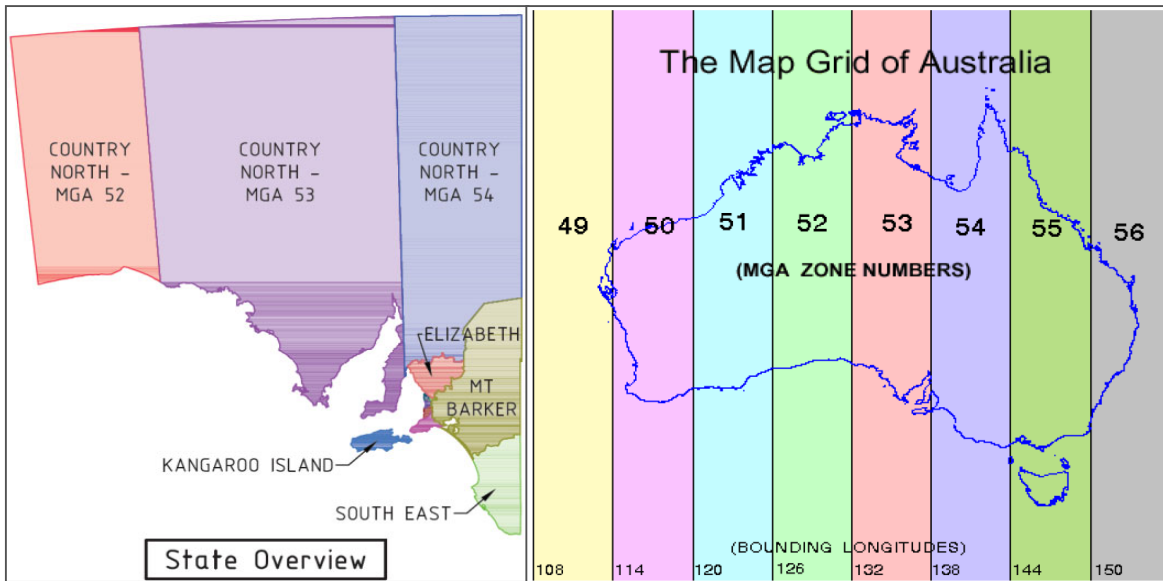 COUNTRY
NORTH -
MGA 52
COUNTRY
NORTH -
MGA 53
COUNTRY
NORTH -
MGA 54
ELIZABETH
MT
BARKER
KANGAROO ISLAND
SOUTH EAST
State Overview
The Map Grid of Australia
49
50
51
52
53
54
55
56
(MGA ZONE NUMBERS)
(BOUNDING LONGITUDES)
108
114
120
126
132
138
144
150